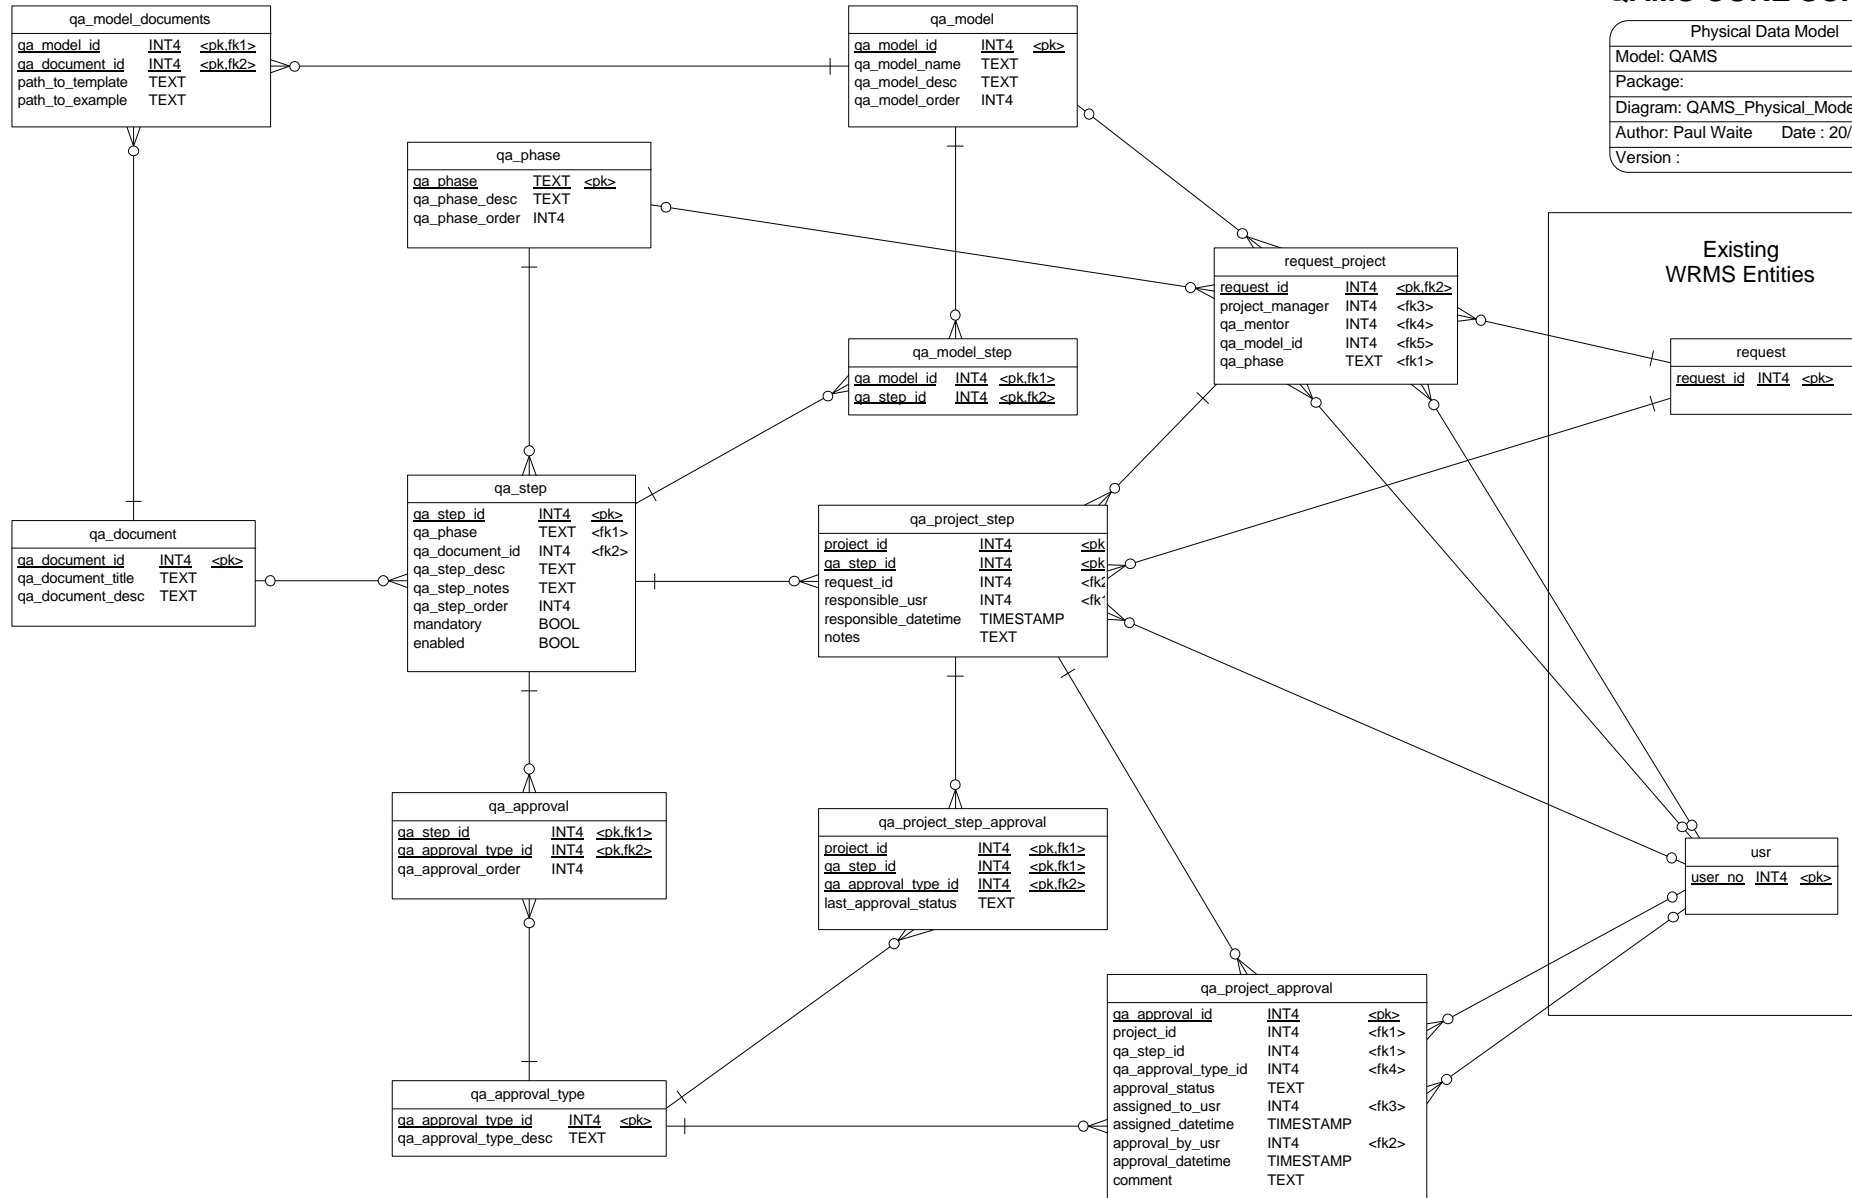 Physical Data Model
Model: QAMS
Package:
Diagram: QAMS_Physical_Mode
Author: Paul Waite Date : 20/
Version :
qa_model_documents
qa_model_id INT4 <pk,fk1>
qa_document_id INT4 <pk,fk2>
path_to_template TEXT
path_to_example TEXT
qa_model
qa_model_id INT4 <pk>
qa_model_name TEXT
qa_model_desc TEXT
qa_model_order INT4
qa_phase
qa_phase TEXT <pk>
qa_phase_desc TEXT
qa_phase_order INT4
Existing
WRMS Entities
request_project
request_id INT4 <pk,fk2>
project_manager INT4 <fk3>
qa_mentor INT4 <fk4>
qa_model_id INT4 <fk5>
qa_phase TEXT <fk1>
qa_model_step
qa_model_id INT4 <pk,fk1>
qa_step_id INT4 <pk,fk2>
request
request_id INT4 <pk>
qa_step
qa_step_id INT4 <pk>
qa_phase TEXT <fk1>
qa_document_id INT4 <fk2>
qa_step_desc TEXT
qa_step_notes TEXT
qa_step_order INT4
mandatory BOOL
enabled BOOL
qa_document
qa_document_id INT4 <pk>
qa_document_title TEXT
qa_document_desc TEXT
qa_project_step
project_id INT4 <pk
qa_step_id INT4 <pk
request_id INT4 <fk2
responsible_usr INT4 <fk1
responsible_datetime TIMESTAMP
notes TEXT
qa_approval
qa_step_id INT4 <pk,fk1>
qa_approval_type_id INT4 <pk,fk2>
qa_approval_order INT4
qa_project_step_approval
project_id INT4 <pk,fk1>
qa_step_id INT4 <pk,fk1>
qa_approval_type_id INT4 <pk,fk2>
last_approval_status TEXT
usr
user_no INT4 <pk>
qa_project_approval
qa_approval_id INT4 <pk>
project_id INT4 <fk1>
qa_step_id INT4 <fk1>
qa_approval_type_id INT4 <fk4>
approval_status TEXT
assigned_to_usr INT4 <fk3>
assigned_datetime TIMESTAMP
approval_by_usr INT4 <fk2>
approval_datetime TIMESTAMP
comment TEXT
qa_approval_type
qa_approval_type_id INT4 <pk>
qa_approval_type_desc TEXT